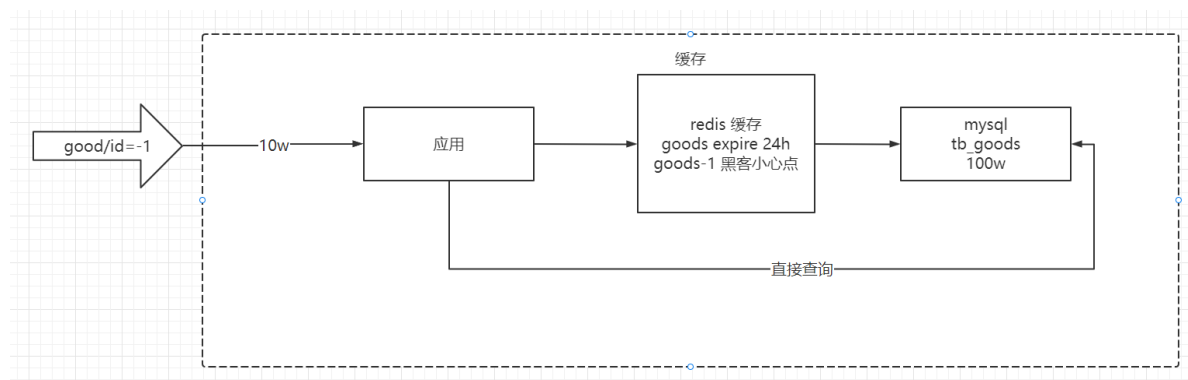 缓存
good/id=-1
10w
应用
redis 缓存
goods expire 24h
goods-1 黑客小心点
mysql
tb_goods
100w
直接查询